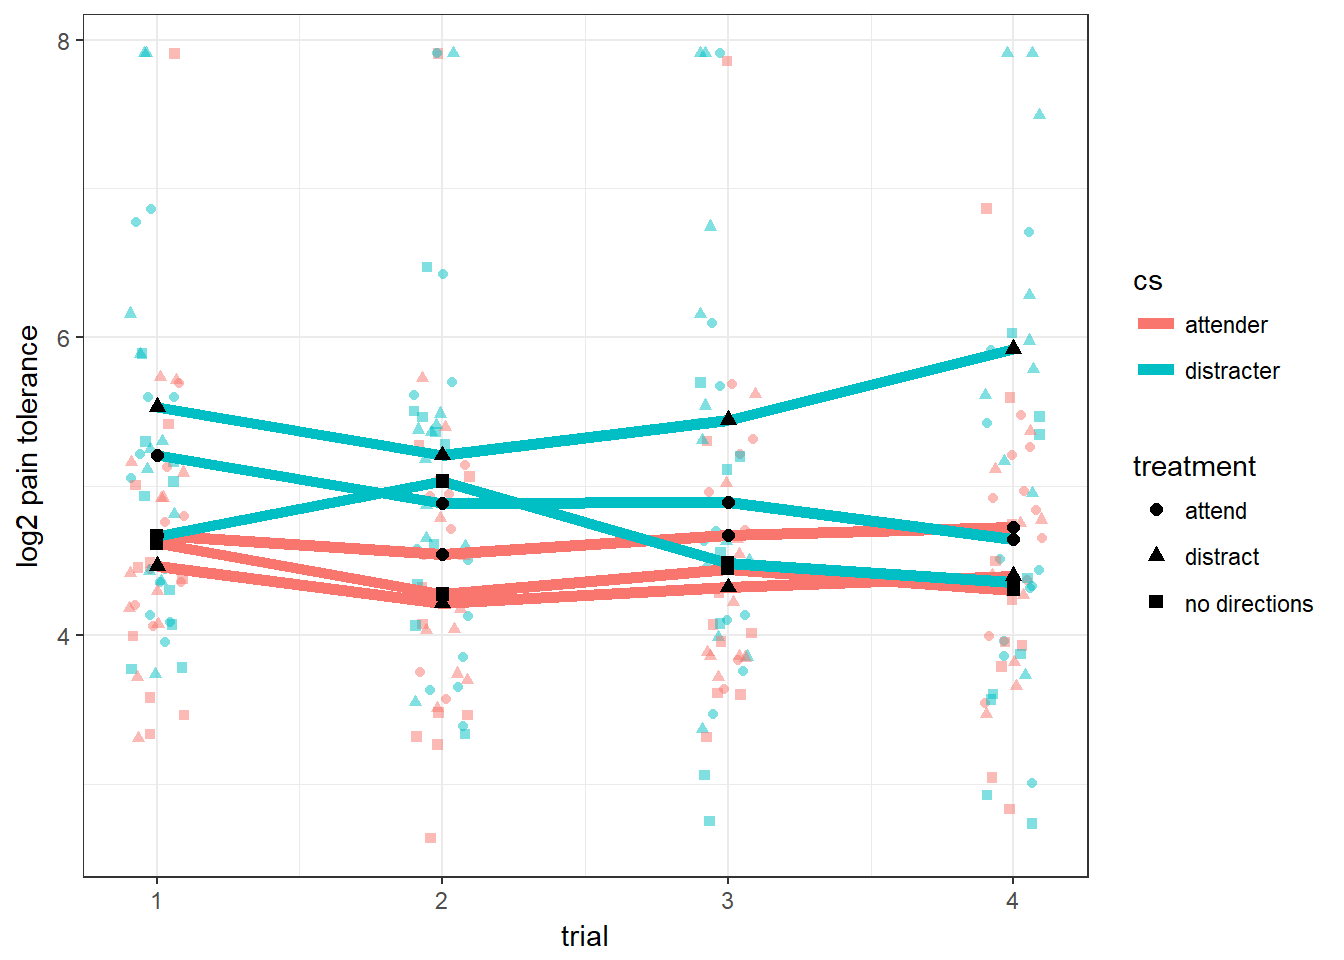 log2 pain tolerance
8
6
4
1
2
3
4
trial
cs
attender
distracter
treatment
attend
distract
no directions